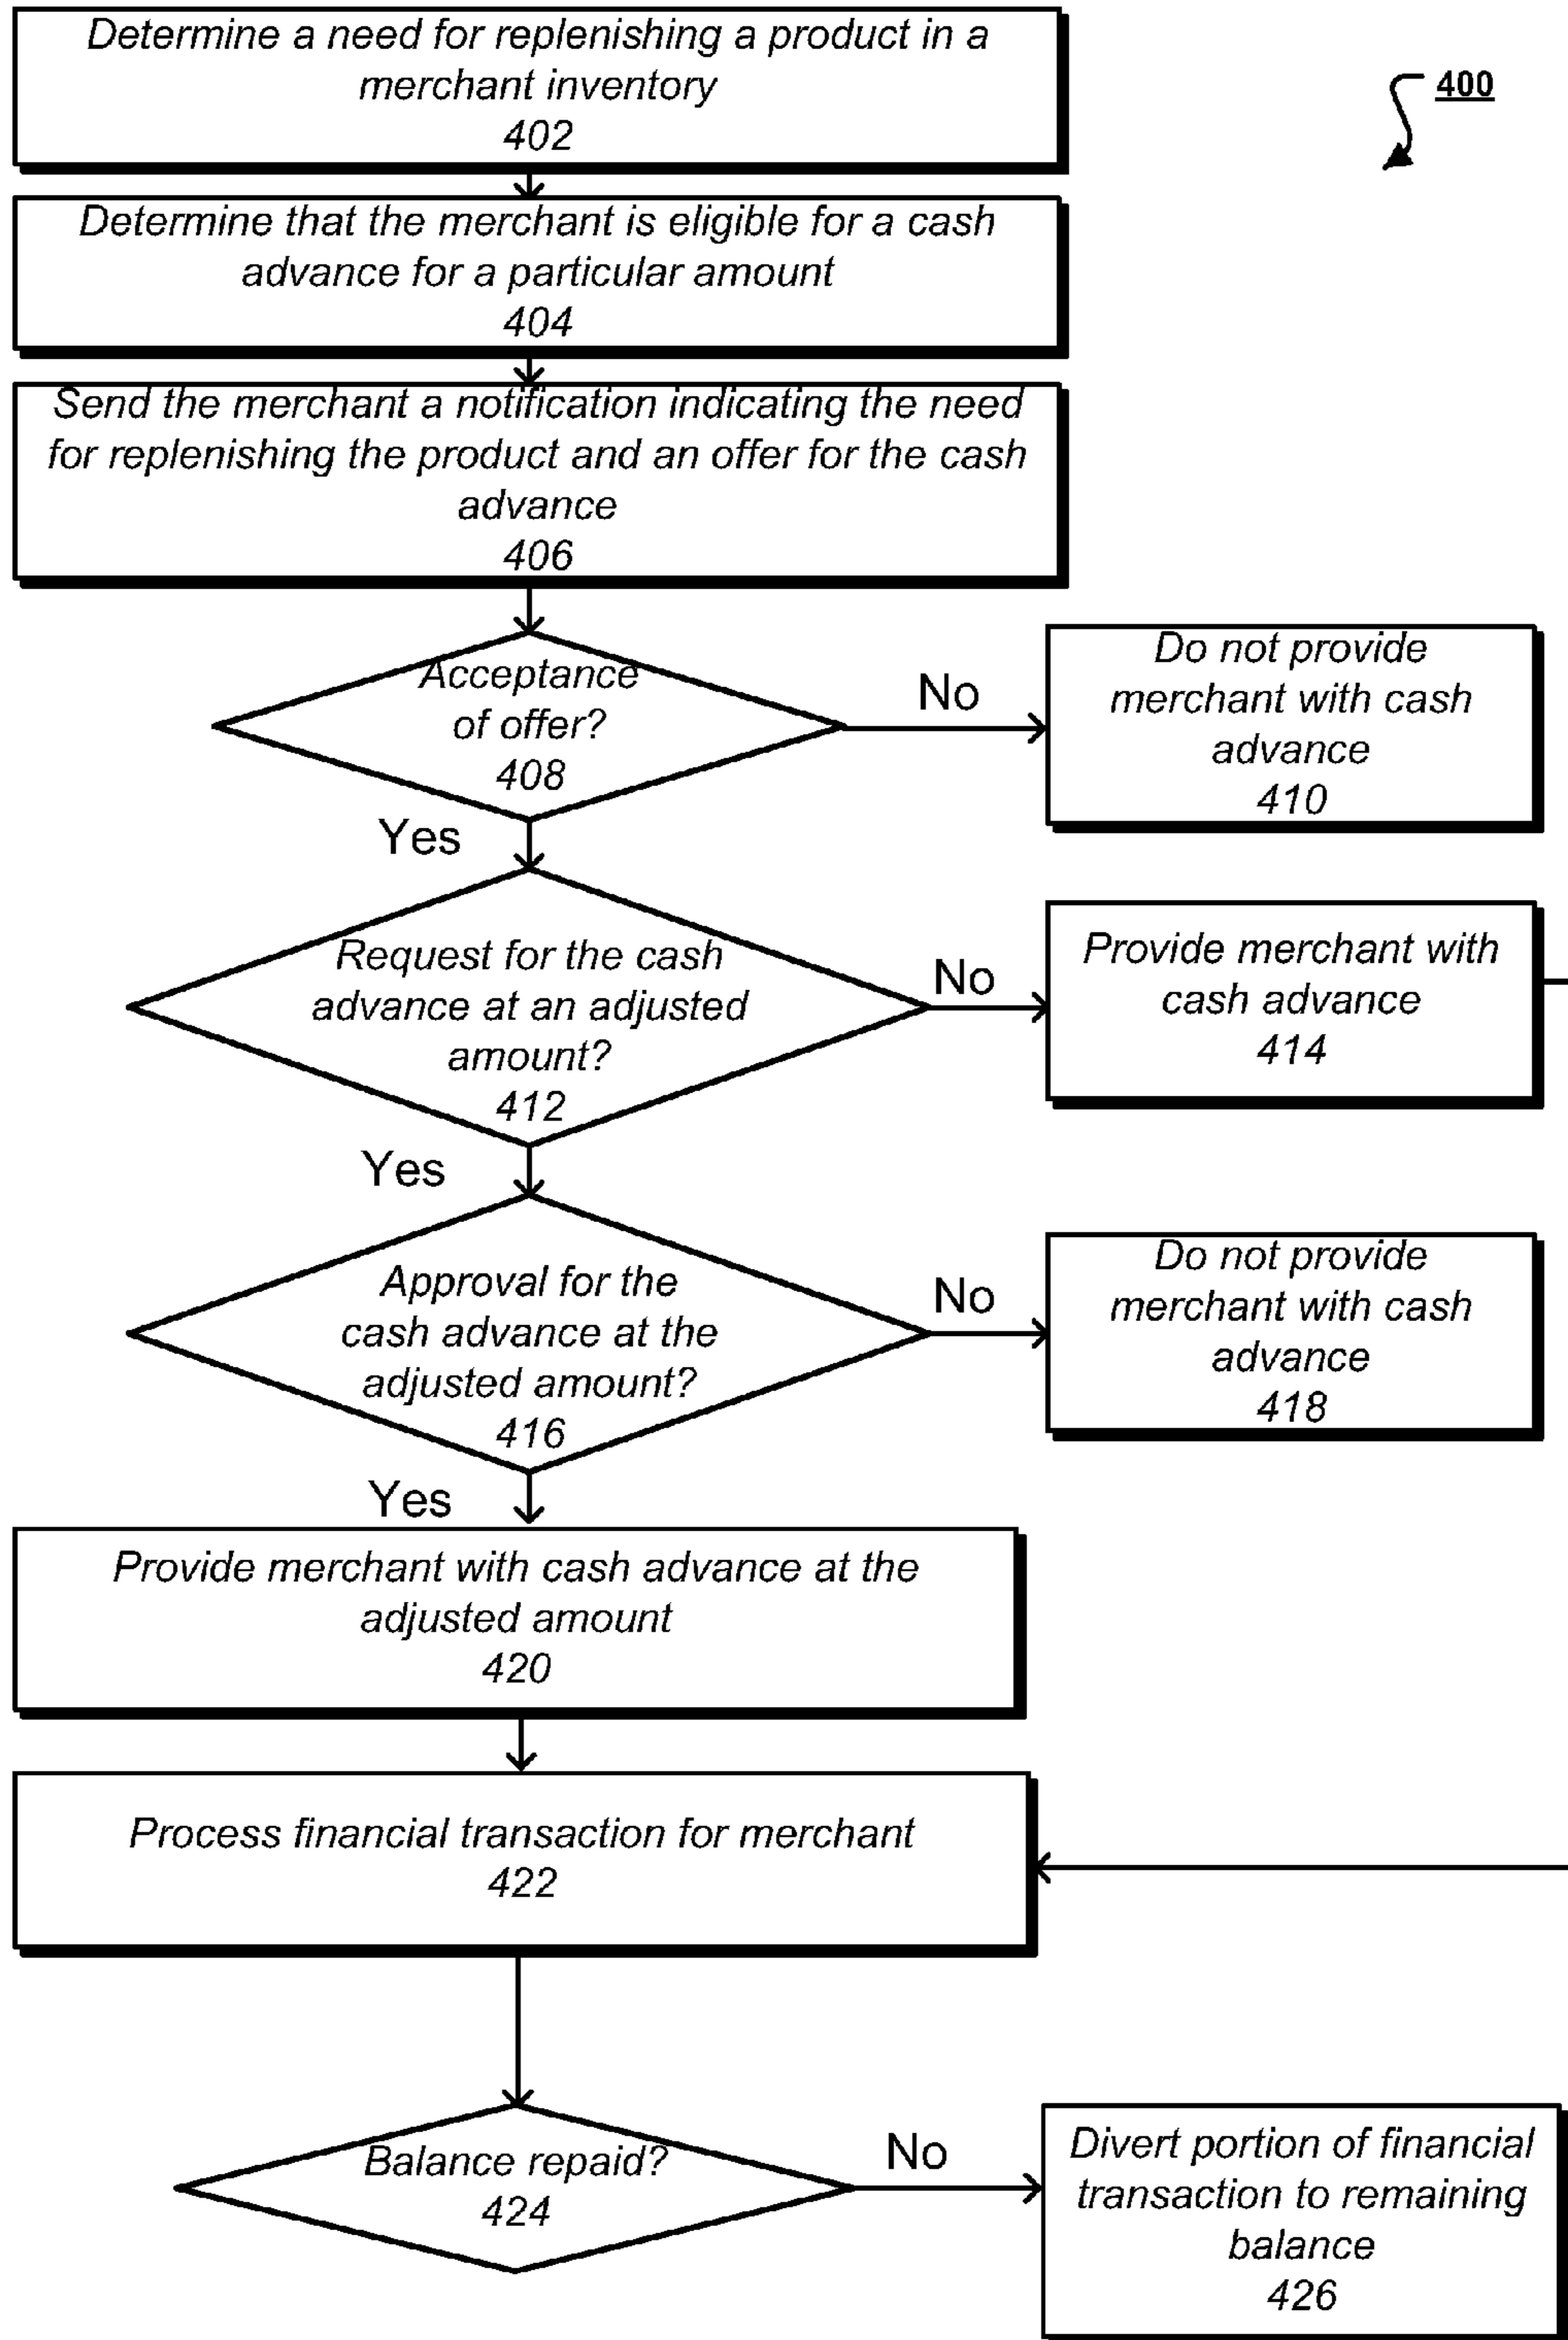 Determine a need for replenishing a product in a
merchant inventory
402
400
Determine that the merchant is eligible for a cash
advance for a particular amount
404
Send the merchant a notification indicating the need
for replenishing the product and an offer for the cash
advance
406
Acceptance
of offer?
408
No
Do not provide
merchant with cash
advance
410
Yes
Request for the cash
advance at an adjusted
amount?
412
No
Provide merchant with
cash advance
414
Yes
Approval for the
cash advance at the
adjusted amount?
416
No
Do not provide
merchant with cash
advance
418
Yes
Provide merchant with cash advance at the
adjusted amount
420
Process financial transaction for merchant
422
Balance repaid?
424
No
Divert portion of financial
transaction to remaining
balance
426